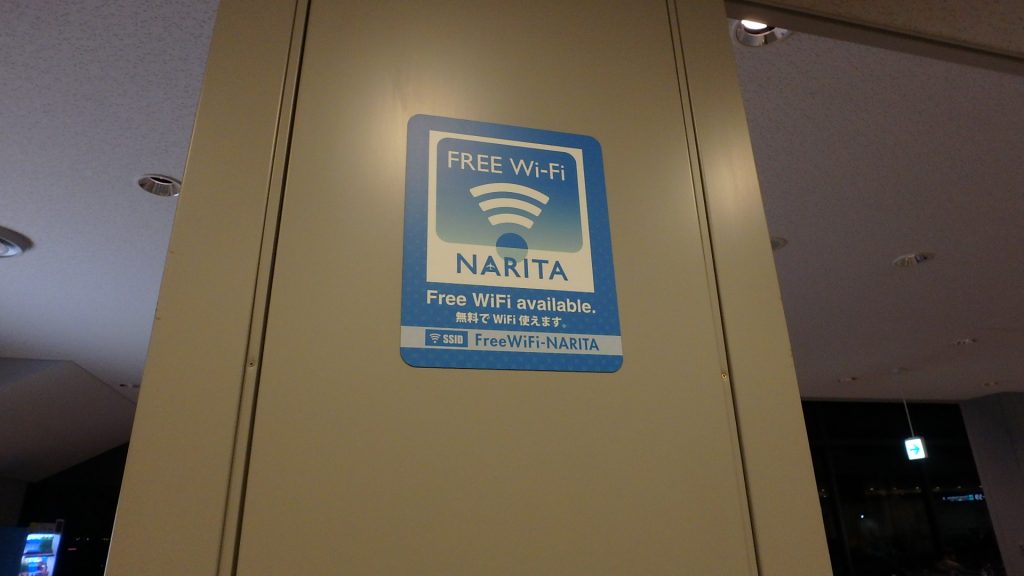 FREE Wi-Fi
NARITA
Free WiFi available.
無料で WiFi 使えます。
SSID FreeWiFi-NARITA